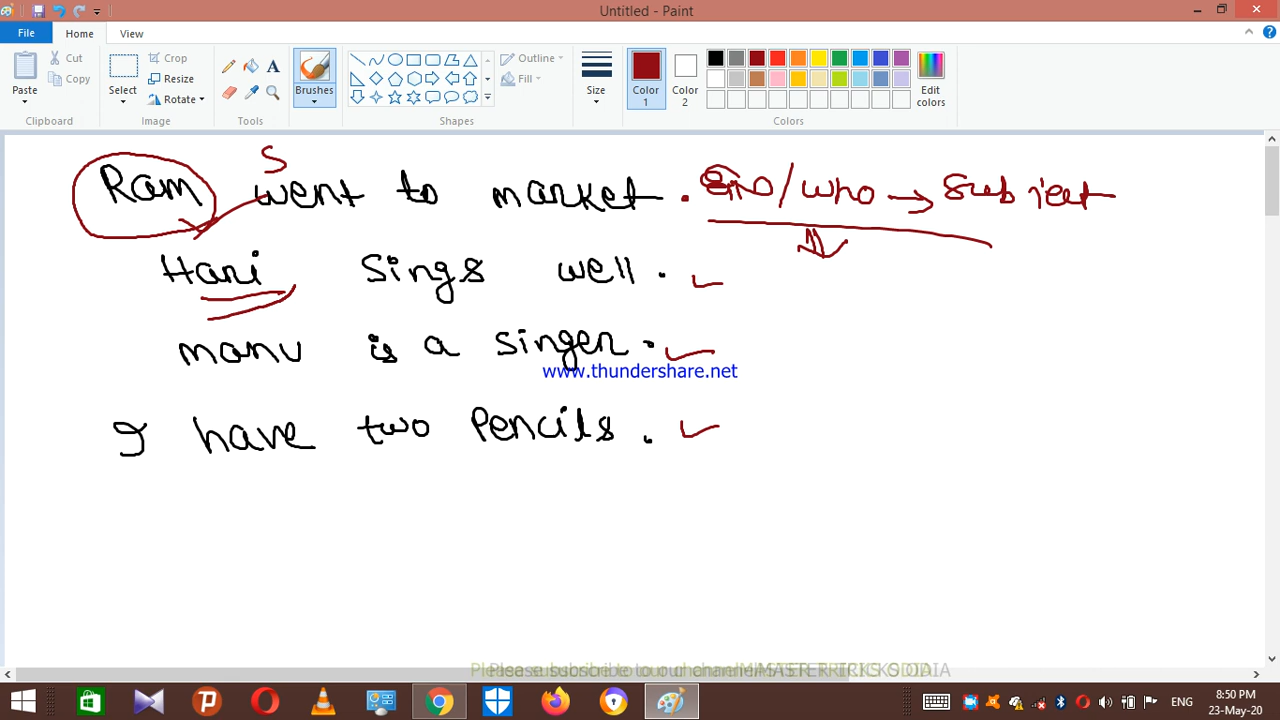 Untitled - Paint
File
Home
View
Paste
Cut
Copy
Clipboard
Select
Crop
Resize
Rotate
Image
Tools
Brushes
Shapes
Outline
Fill
Size
Color 1
Color 2
Edit colors
Colors
S
Ram went to market . / who → Subject
Hari sings well .
manu is a singer .
www.thundershare.net
I have two Pencils .
ENG
8:50 PM
23-May-20